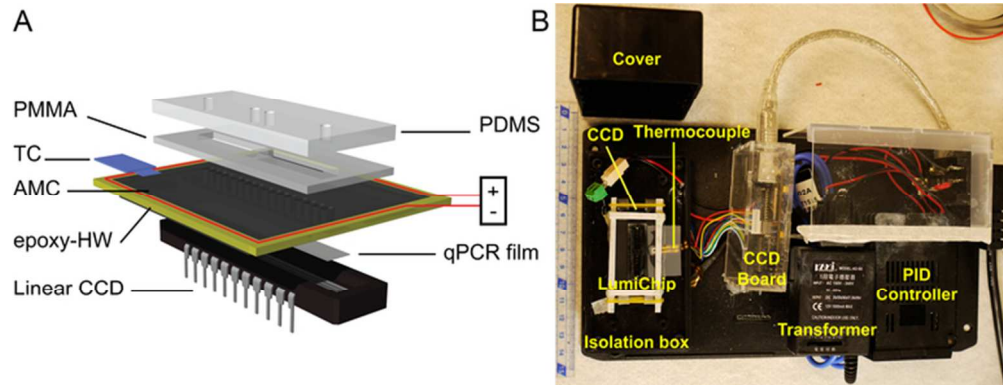 A
PMMA
PDMS
TC
AMC
+
-
epoxy-HW
qPCR film
Linear CCD
B
Cover
CCD
Thermocouple
LumiChip
CCD
Board
PID
Controller
Transformer
Isolation box